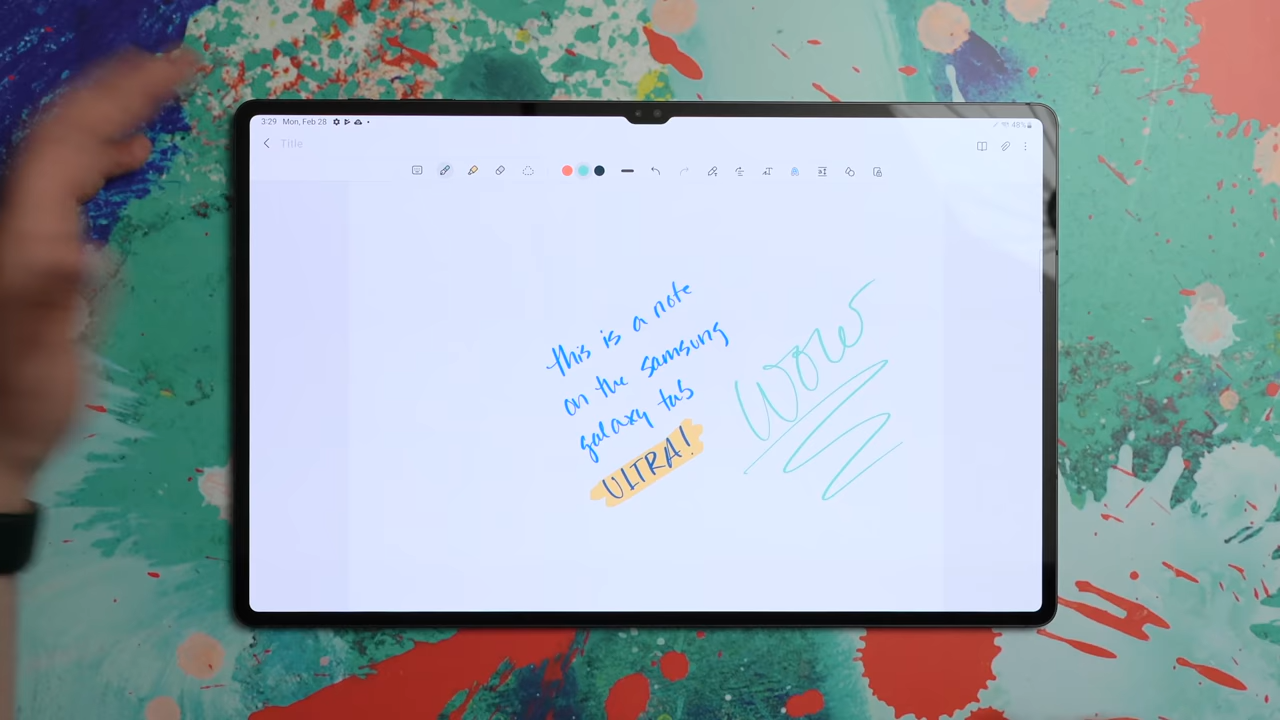 3:29 Mon, Feb 28
48%
Title
this is a note
on the samsung
galaxy tab
ULTRA!
Wow